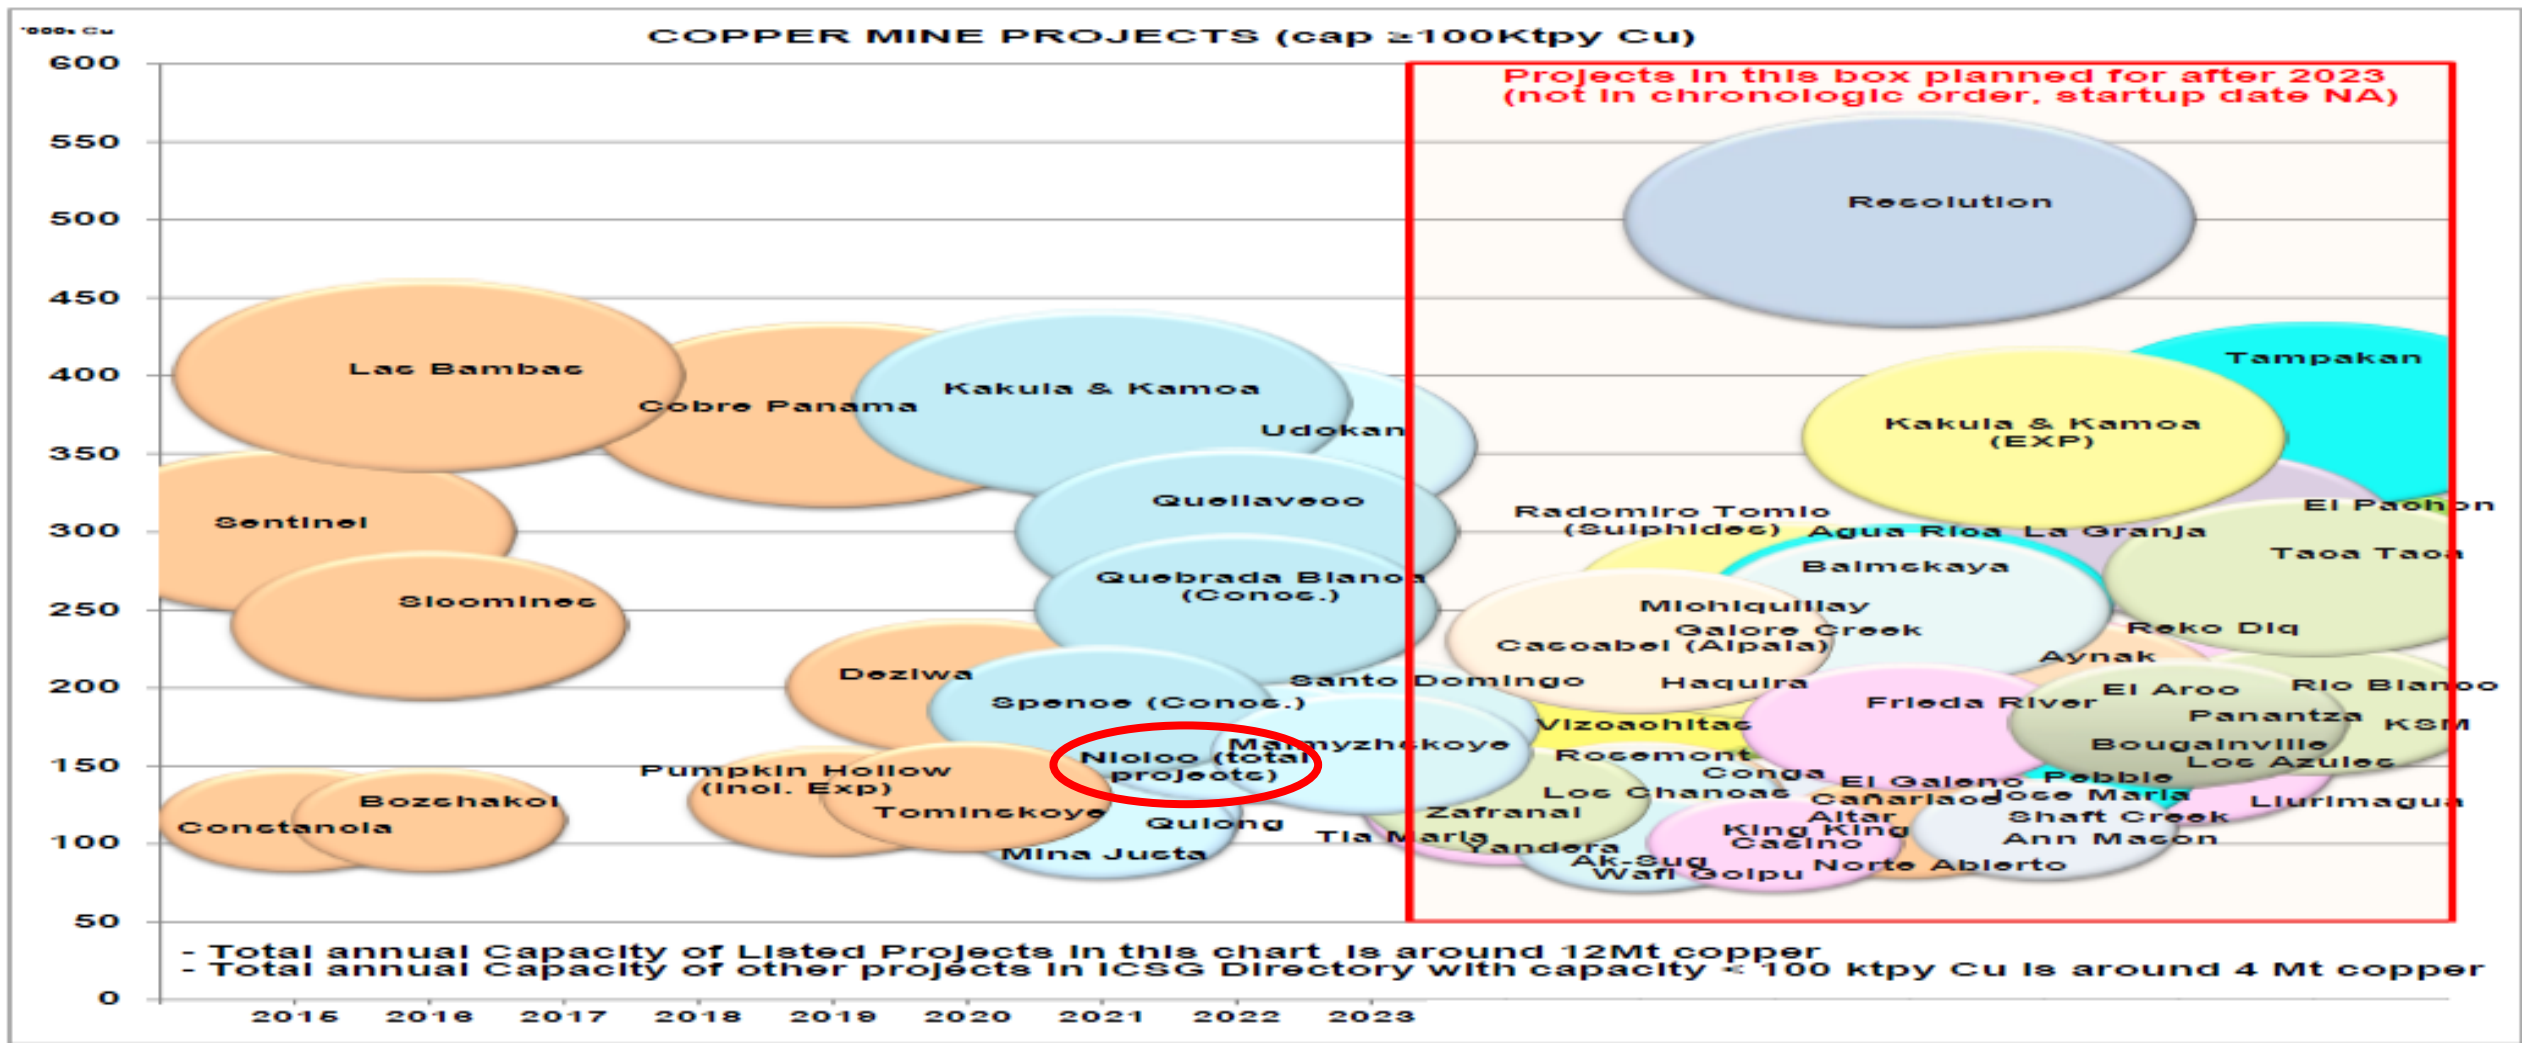 '000s Cu
COPPER MINE PROJECTS (cap ≥100Ktpy Cu)
600
550
500
450
400
350
300
250
200
150
100
50
0
Projects in this box planned for after 2023
(not in chronologic order, startup date NA)
Resolution
Las Bambas
Cobre Panama
Kakula & Kamoa
Udokan
Tampakan
Kakula & Kamoa
(EXP)
Sentinel
Quellaveco
Radomiro Tomic
(Sulphides)
Agua Rica
La Granja
El Pachon
Taca Taca
Baimskaya
Sicomines
Quebrada Blanca
(Conc.)
Michiquillay
Galore Creek
Cascabel (Alpala)
Reko Diq
Aynak
Deziwa
Spence (Conc.)
Santo Domingo
Haquira
Frieda River
El Arco
Rio Blanco
Panantza
KSM
Vizcachitas
Malmyzhskoye
Nicico (total
projects)
Rosemont
Conga
Bougainville
Los Azules
Pumpkin Hollow
(Incl. Exp)
El Galeno
Pebble
Bozshakol
Constancia
Tominskoye
Qulong
Mina Justa
Los Chancas
Cañariaco
Jose Maria
Llurimagua
Zafranal
Altar
Shaft Creek
Tia Maria
King King
Ann Mason
Yandera
Casino
Ak-Sug
Wafi Golpu
Norte Abierto
- Total annual Capacity of Listed Projects in this chart is around 12Mt copper
- Total annual Capacity of other projects in ICSG Directory with capacity < 100 ktpy Cu is around 4 Mt copper
2015 2016 2017 2018 2019 2020 2021 2022 2023